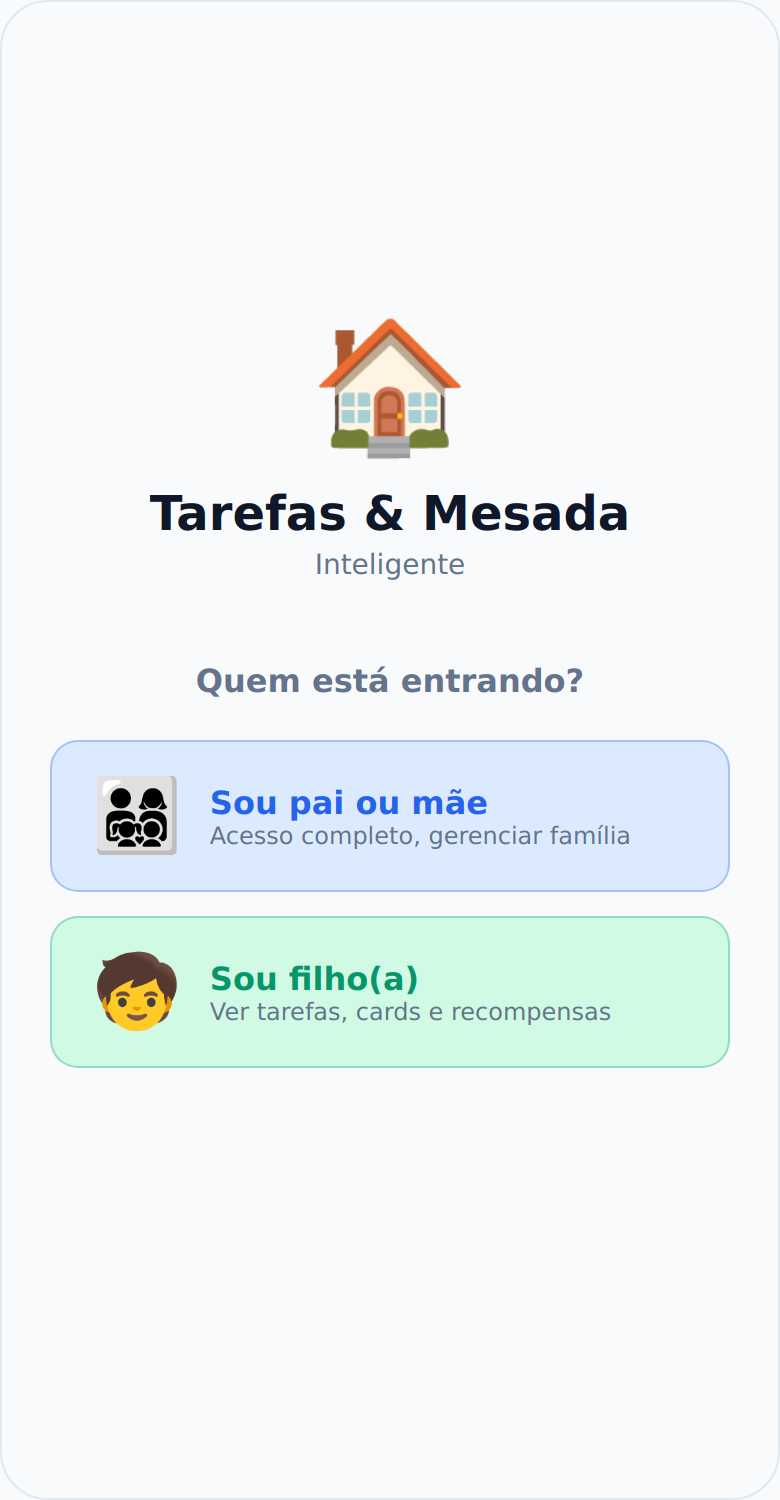 Tarefas & Mesada
Inteligente
Quem está entrando?
Sou pai ou mãe
Acesso completo, gerenciar família
Sou filho(a)
Ver tarefas, cards e recompensas